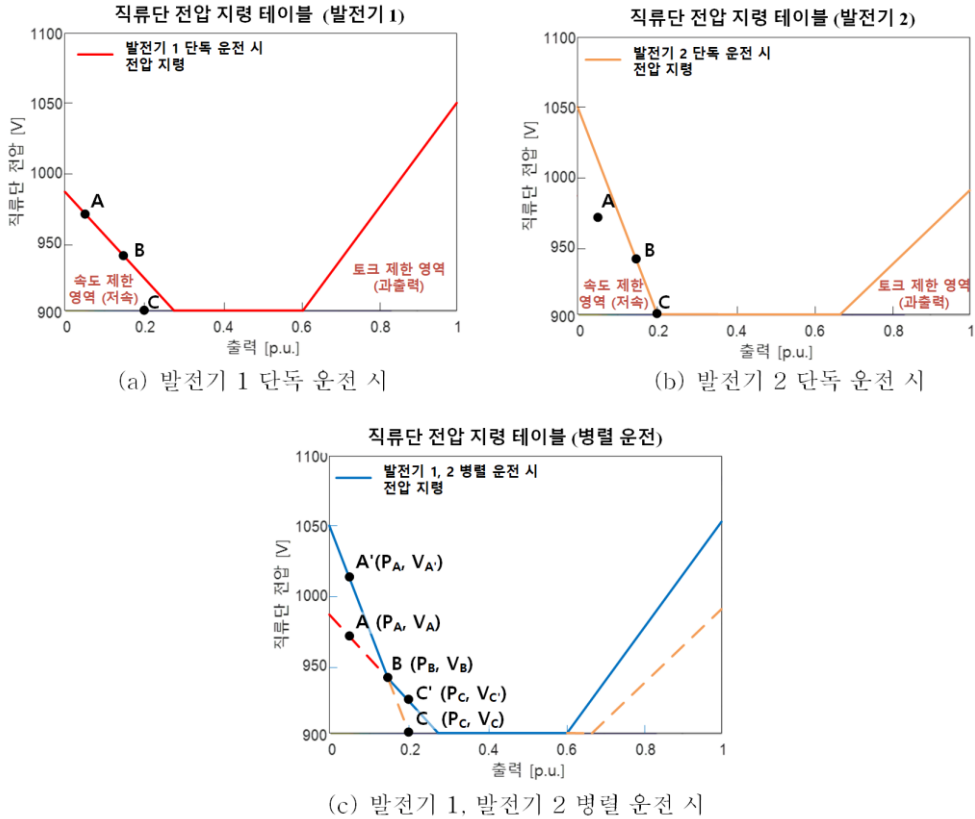 직류단 전압 지령 테이블 (발전기 1)
1100
발전기 1 단독 운전 시
전압 지령
1050
1000
950
900
직류단 전압 [V]
A
B
C
속도 제한
영역 (저속)
토크 제한 영역
(과출력)
0 0.2 0.4 0.6 0.8 1
출력 [p.u.]
(a) 발전기 1 단독 운전 시
직류단 전압 지령 테이블 (발전기 2)
1100
발전기 2 단독 운전 시
전압 지령
1050
1000
950
900
직류단 전압 [V]
A
B
C
속도 제한
영역 (저속)
토크 제한 영역
(과출력)
0 0.2 0.4 0.6 0.8 1
출력 [p.u.]
(b) 발전기 2 단독 운전 시
직류단 전압 지령 테이블 (병렬 운전)
1100
발전기 1, 2 병렬 운전 시
전압 지령
1050
1000
950
900
직류단 전압 [V]
A'(PA, VA')
A (PA, VA)
B (PB, VB)
C' (PC, VC')
C (PC, VC)
0 0.2 0.4 0.6 0.8 1
출력 [p.u.]
(c) 발전기 1, 발전기 2 병렬 운전 시